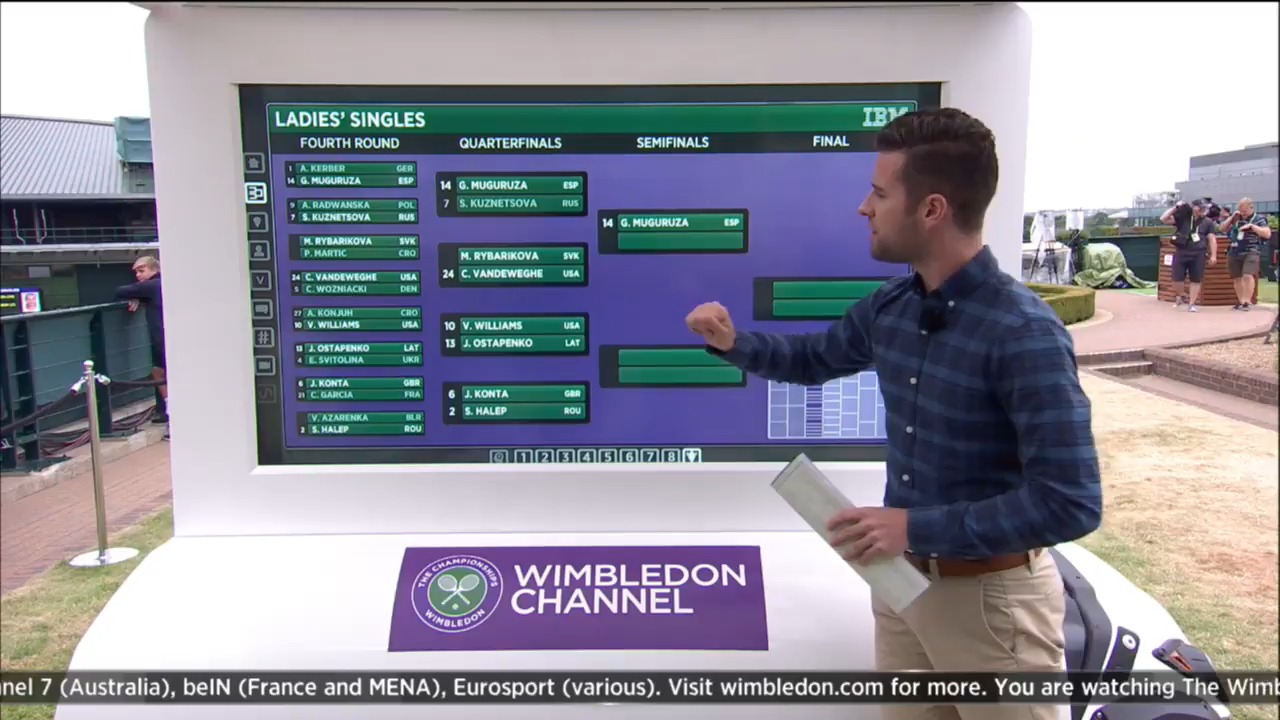 LADIES' SINGLES
IBM
FOURTH ROUND
QUARTERFINALS
SEMIFINALS
FINAL
1 A. KERBER GER
14 G. MUGURUZA ESP
9 A. RADWANSKA POL
7 S. KUZNETSOVA RUS
M. RYBARIKOVA SVK
P. MARTIC CRO
24 C. VANDEWEGHE USA
5 C. WOZNIACKI DEN
27 A. KONJUH CRO
10 V. WILLIAMS USA
13 J. OSTAPENKO LAT
4 E. SVITOLINA UKR
6 J. KONTA GBR
21 C. GARCIA FRA
V. AZARENKA BLR
2 S. HALEP ROU
14 G. MUGURUZA ESP
7 S. KUZNETSOVA RUS
M. RYBARIKOVA SVK
24 C. VANDEWEGHE USA
10 V. WILLIAMS USA
13 J. OSTAPENKO LAT
6 J. KONTA GBR
2 S. HALEP ROU
14 G. MUGURUZA ESP
1 2 3 4 5 6 7 8
THE CHAMPIONSHIPS
WIMBLEDON
WIMBLEDON
CHANNEL
nel 7 (Australia), beIN (France and MENA), Eurosport (various). Visit wimbledon.com for more. You are watching The Wimb